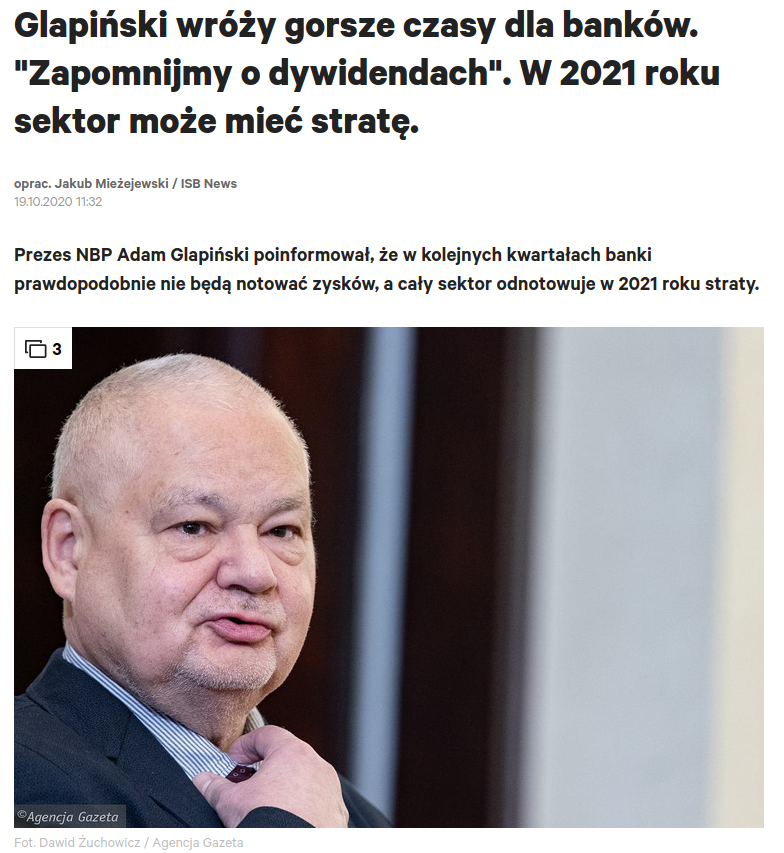 Glapiński wróży gorsze czasy dla banków.
"Zapomnijmy o dywidendach". W 2021 roku
sektor może mieć stratę.
oprac. Jakub Mieżejewski / ISB News
19.10.2020 11:32
Prezes NBP Adam Glapiński poinformował, że w kolejnych kwartałach banki
prawdopodobnie nie będą notować zysków, a cały sektor odnotowuje w 2021 roku straty.
3
©Agencja Gazeta
Fot. Dawid Żuchowicz / Agencja Gazeta